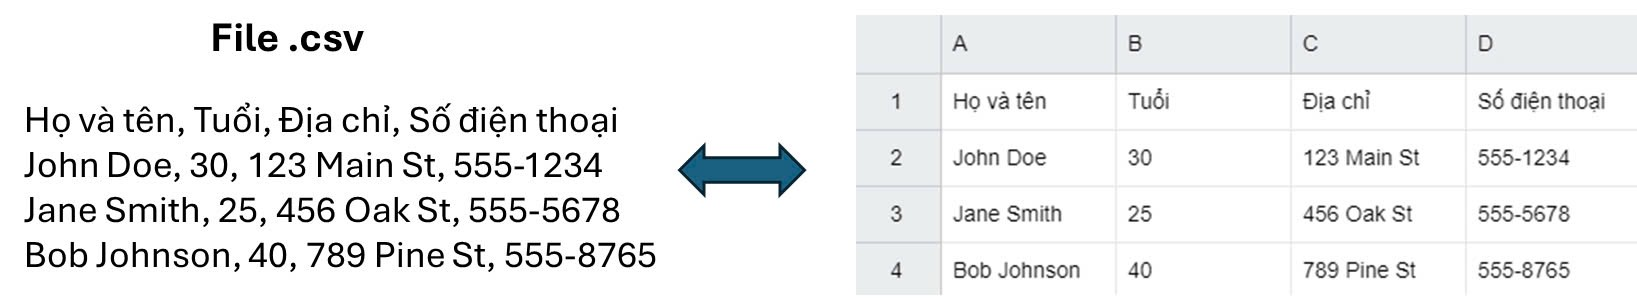 File .csv
Họ và tên, Tuổi, Địa chỉ, Số điện thoại
John Doe, 30, 123 Main St, 555-1234
Jane Smith, 25, 456 Oak St, 555-5678
Bob Johnson, 40, 789 Pine St, 555-8765
A B C D
1 Họ và tên Tuổi Địa chỉ Số điện thoại
2 John Doe 30 123 Main St 555-1234
3 Jane Smith 25 456 Oak St 555-5678
4 Bob Johnson 40 789 Pine St 555-8765